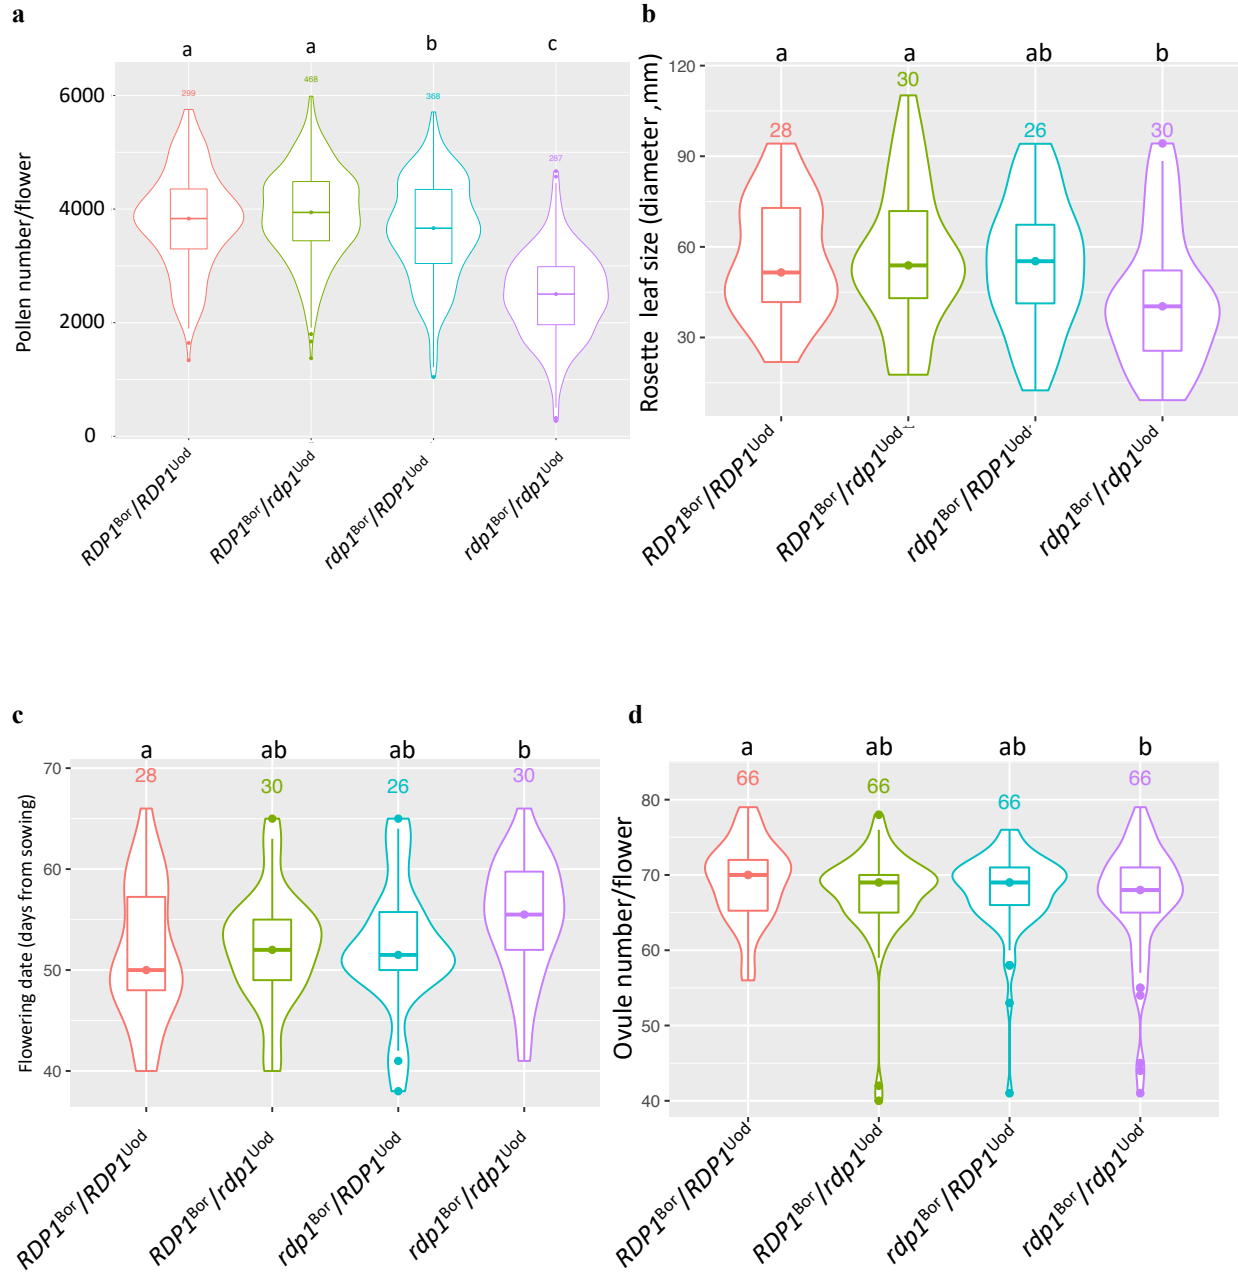 a
a a b c
299 468 368 287
6000
4000
2000
0
Pollen number/flower
RDP1Bor/RDP1Uod
RDP1Bor/rdp1Uod
rdp1Bor/RDP1Uod
rdp1Bor/rdp1Uod
b
a a ab b
28 30 26 30
120
90
60
30
Rosette leaf size (diameter ,mm)
RDP1Bor/RDP1Uod
RDP1Bor/rdp1Uod
rdp1Bor/RDP1Uod
rdp1Bor/rdp1Uod
c
a ab ab b
28 30 26 30
70
60
50
40
Flowering date (days from sowing)
RDP1Bor/RDP1Uod
RDP1Bor/rdp1Uod
rdp1Bor/RDP1Uod
rdp1Bor/rdp1Uod
d
a ab ab b
66 66 66 66
80
70
60
50
40
Ovule number/flower
RDP1Bor/RDP1Uod
RDP1Bor/rdp1Uod
rdp1Bor/RDP1Uod
rdp1Bor/rdp1Uod